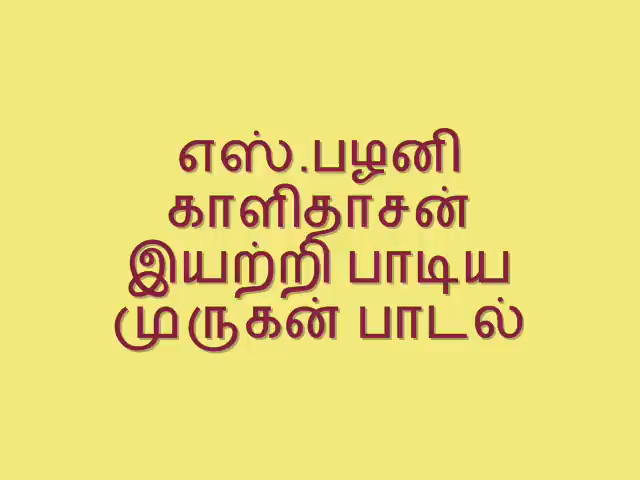 எஸ்.பழனி
காளிதாசன்
இயற்றி பாடிய
முருகன் பாடல்